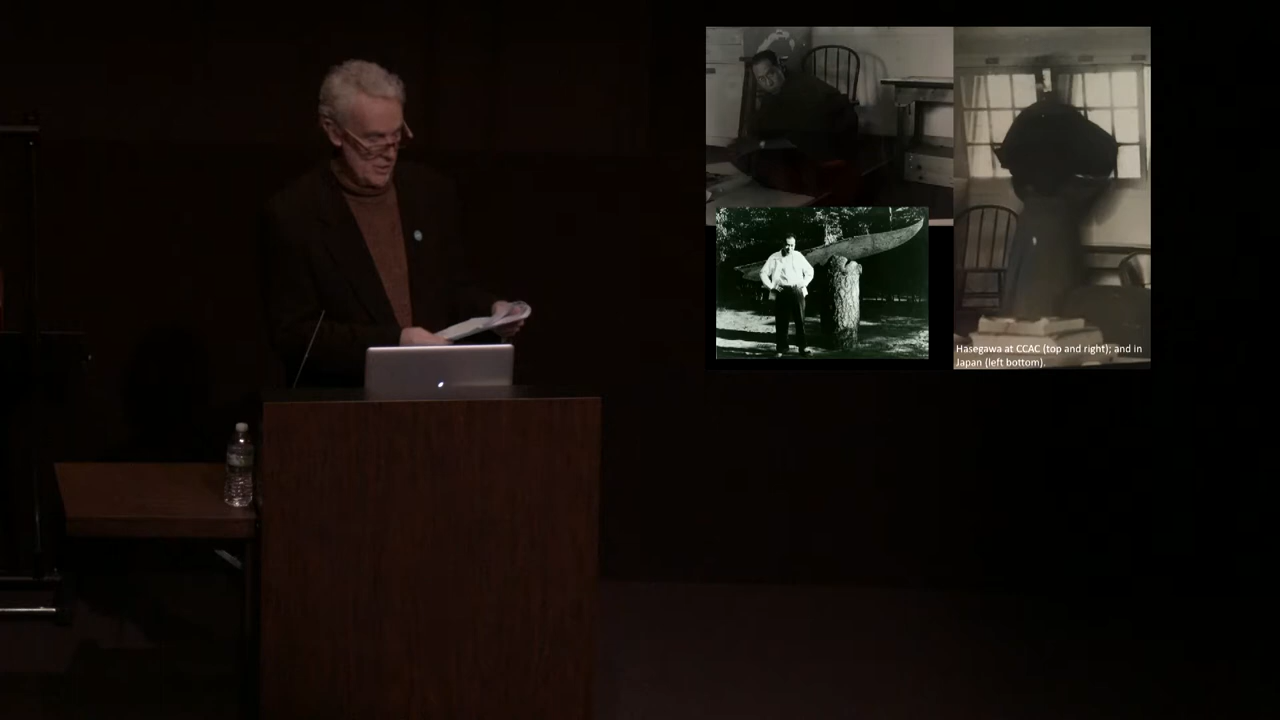 Hasegawa at CCAC (top and right); and in
Japan (left bottom).